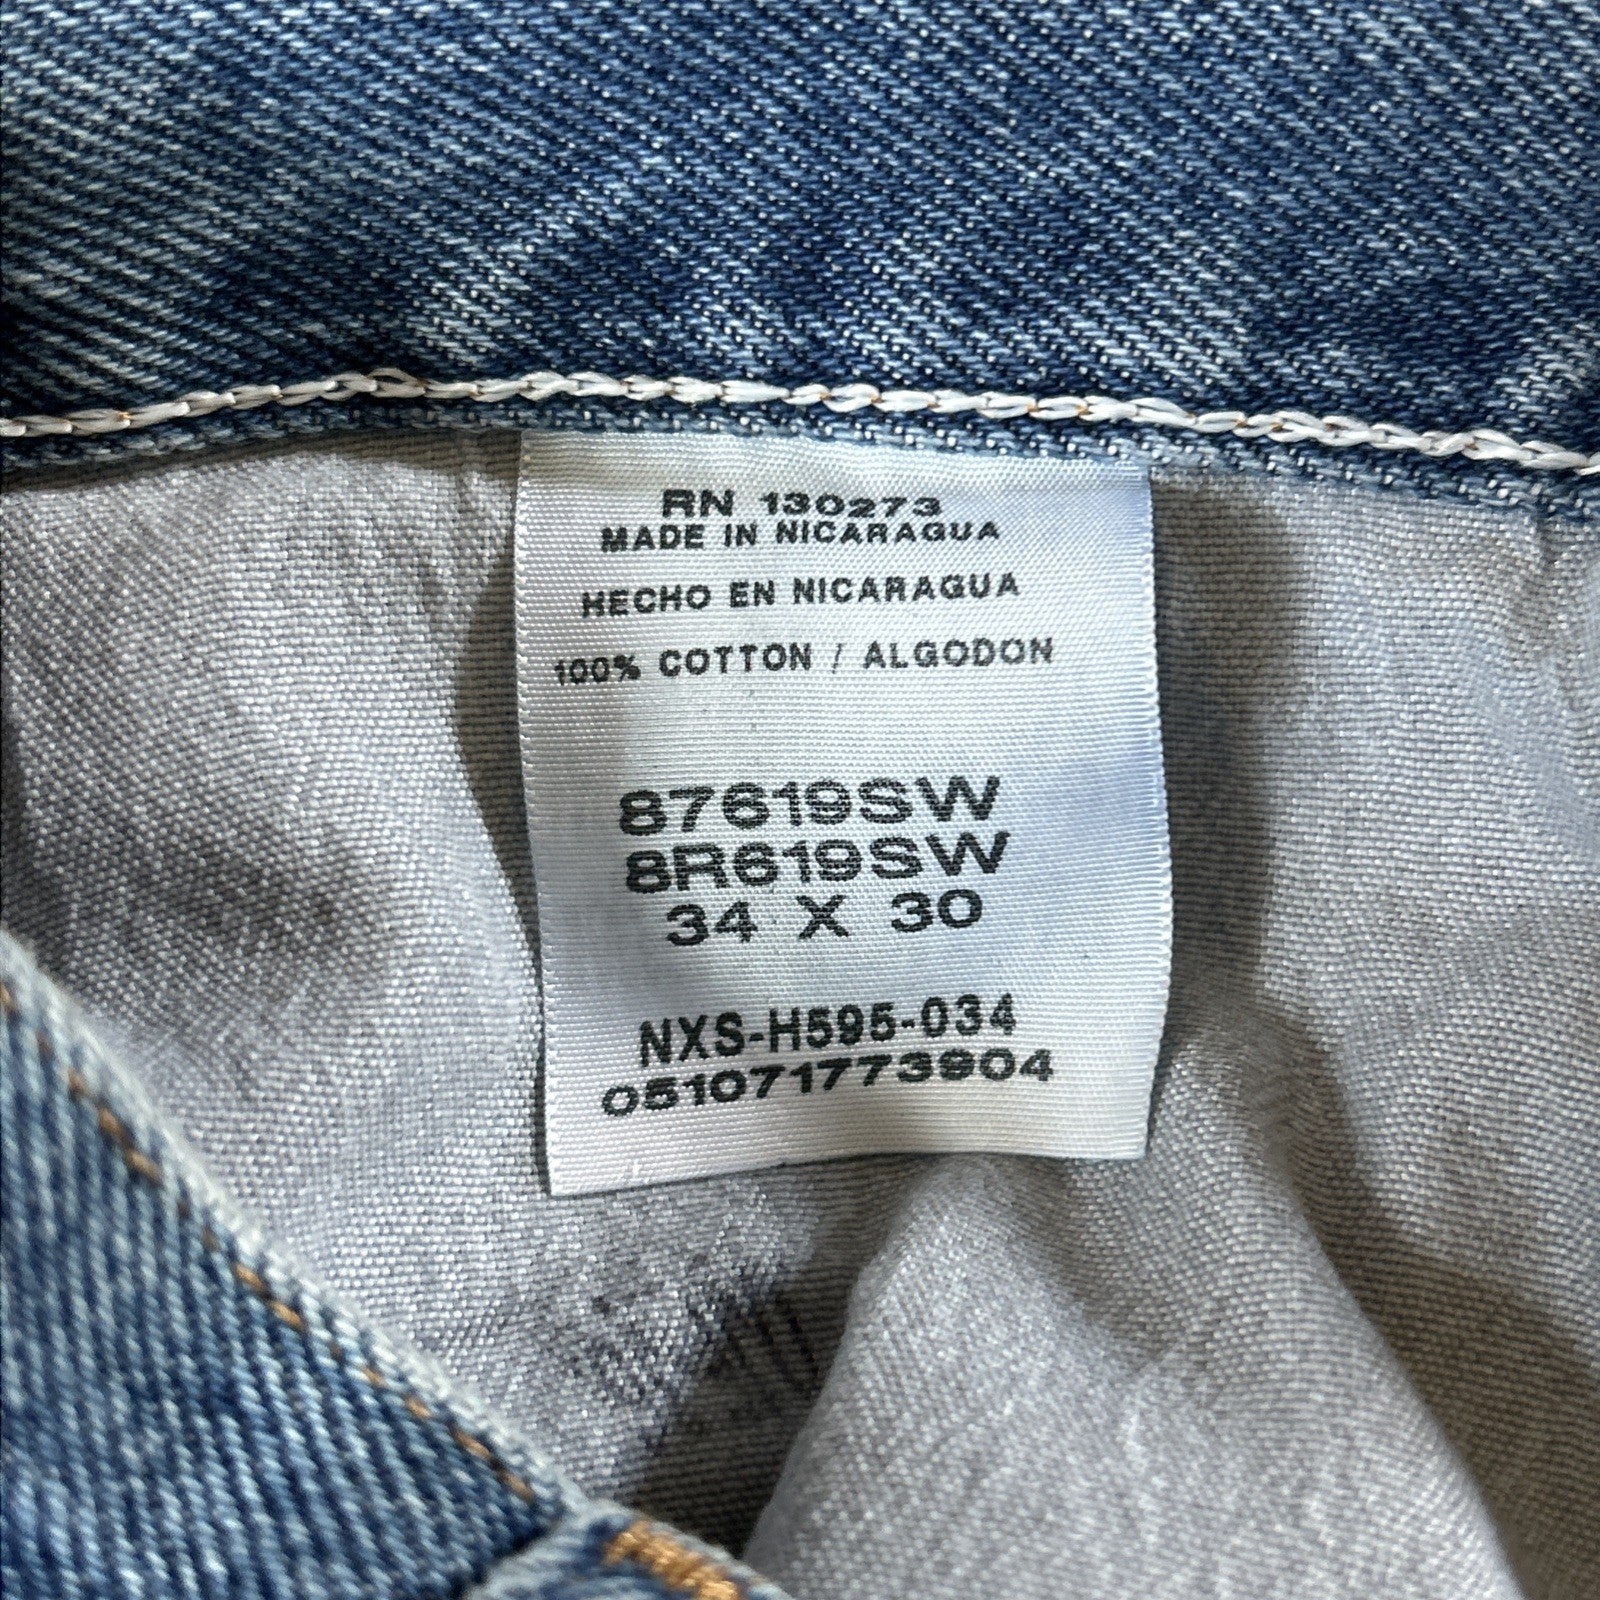 RN 130273
MADE IN NICARAGUA
HECHO EN NICARAGUA
100% COTTON / ALGODON
87619SW
8R619SW
34 X 30
NXS-H595-034
051071773904